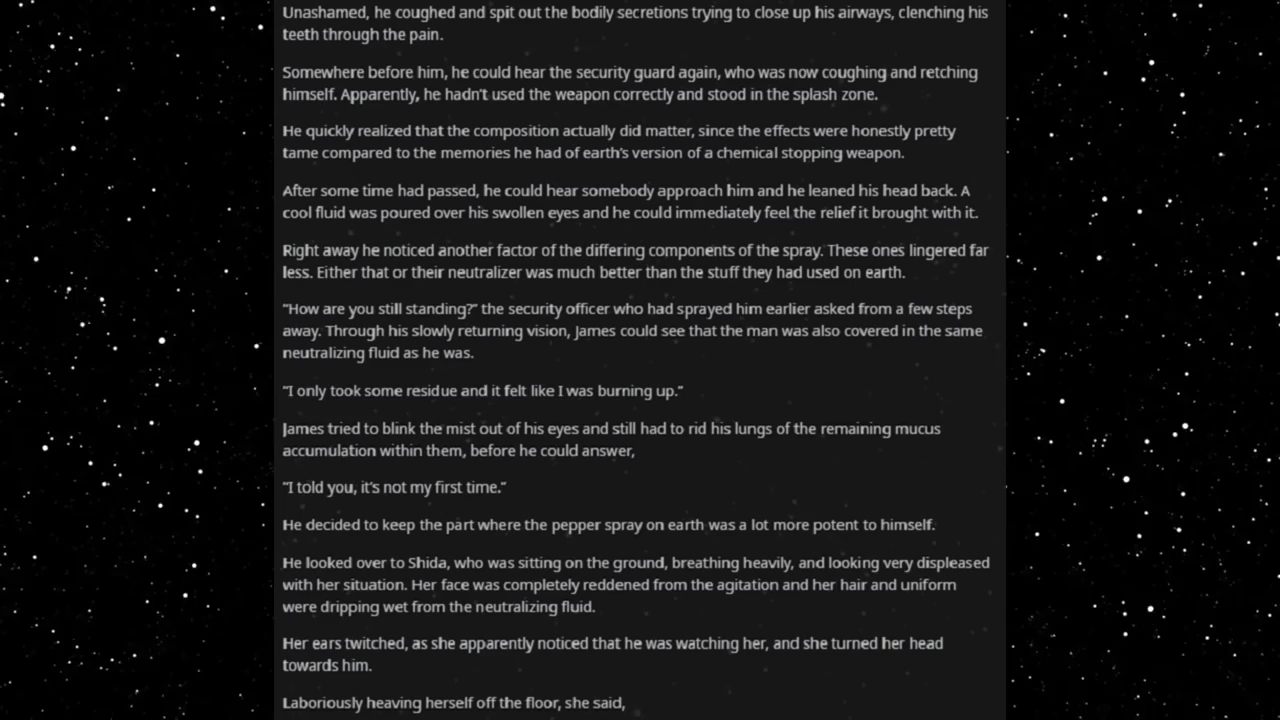 Unashamed, he coughed and spit out the bodily secretions trying to close up his airways, clenching his
teeth through the pain.
Somewhere before him, he could hear the security guard again, who was now coughing and retching
himself. Apparently, he hadn’t used the weapon correctly and stood in the splash zone.
He quickly realized that the composition actually did matter, since the effects were honestly pretty
tame compared to the memories he had of earth’s version of a chemical stopping weapon.
After some time had passed, he could hear somebody approach him and he leaned his head back. A
cool fluid was poured over his swollen eyes and he could immediately feel the relief it brought with it.
Right away he noticed another factor of the differing components of the spray. These ones lingered far
less. Either that or their neutralizer was much better than the stuff they had used on earth.
“How are you still standing?” the security officer who had sprayed him earlier asked from a few steps
away. Through his slowly returning vision, James could see that the man was also covered in the same
neutralizing fluid as he was.
“I only took some residue and it felt like I was burning up.”
James tried to blink the mist out of his eyes and still had to rid his lungs of the remaining mucus
accumulation within them, before he could answer,
“I told you, it’s not my first time.”
He decided to keep the part where the pepper spray on earth was a lot more potent to himself.
He looked over to Shida, who was sitting on the ground, breathing heavily, and looking very displeased
with her situation. Her face was completely reddened from the agitation and her hair and uniform
were dripping wet from the neutralizing fluid.
Her ears twitched, as she apparently noticed that he was watching her, and she turned her head
towards him.
Laboriously heaving herself off the floor, she said,